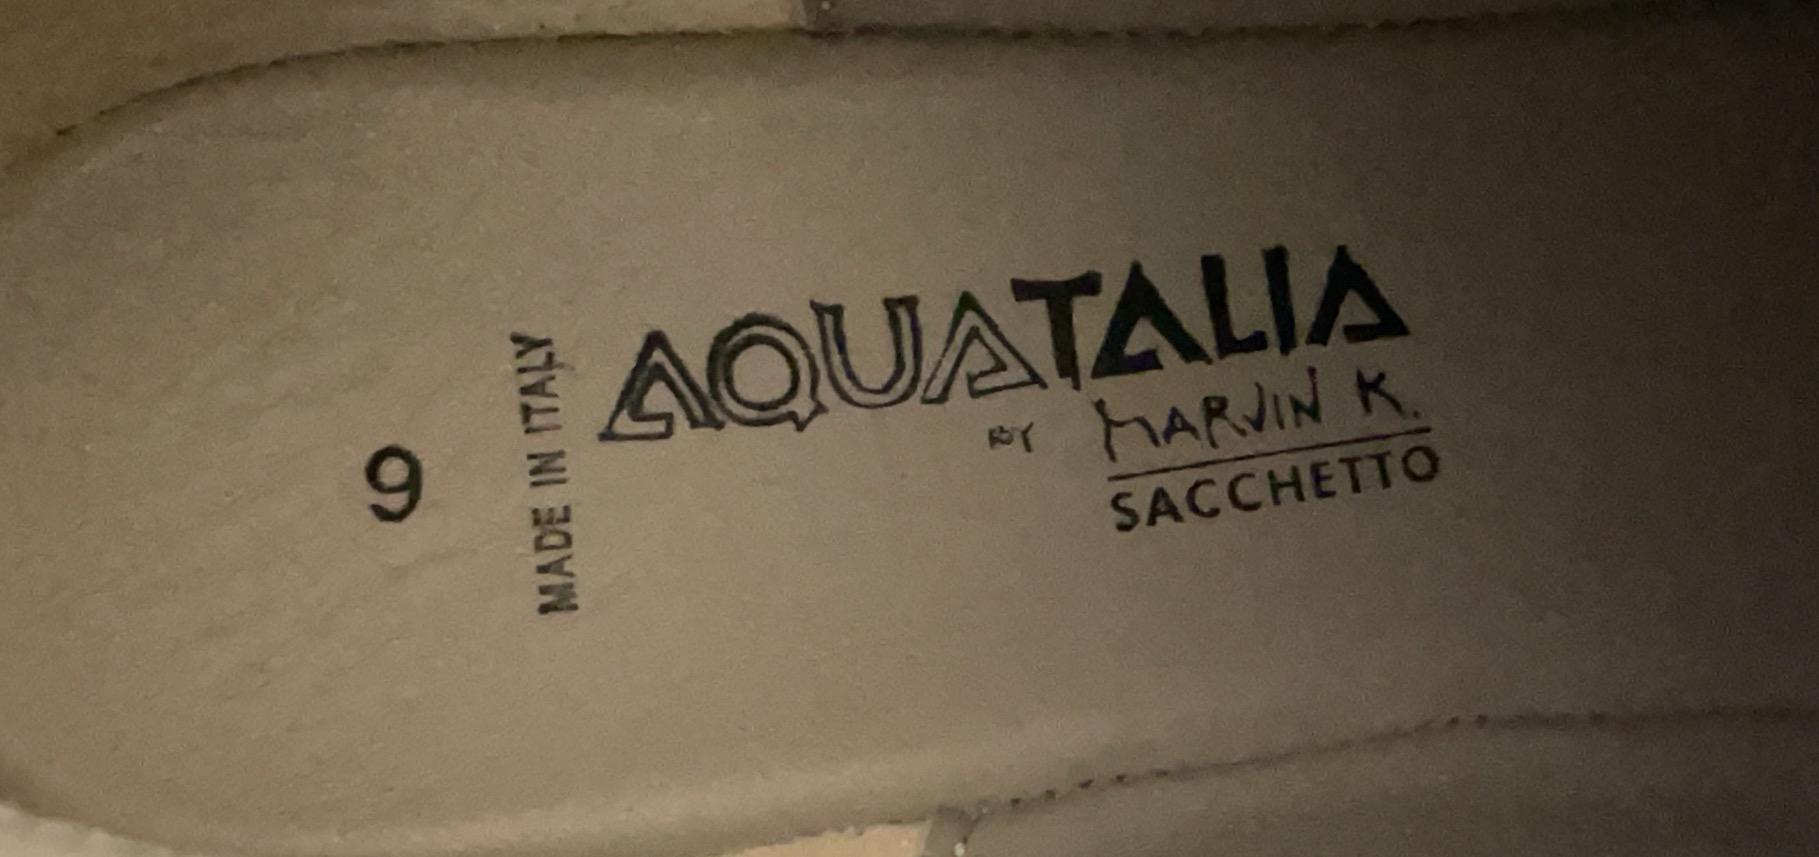 9
MADE IN ITALY
AQUATALIA
BY MARVIN K.
SACCHETTO